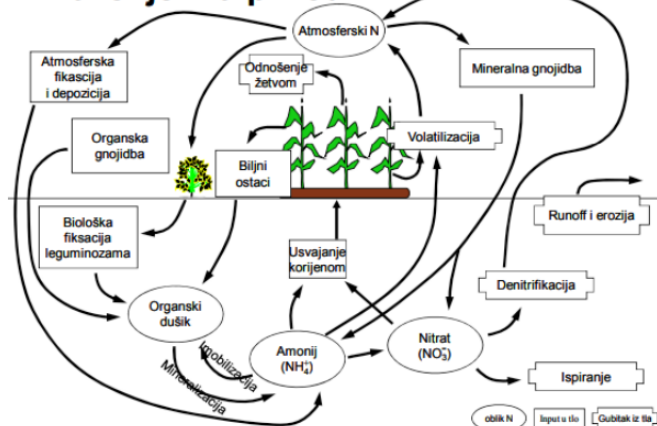 Atmosferski N
Atmosferska
fikascija
i depozicija
Odnošenje
žetvom
Mineralna gnojidba
Organska
gnojidba
Biljni
ostaci
Volatilizacija
Biološka
fiksacija
leguminozama
Usvajanje
korijenom
Runoff i erozija
Denitrifikacija
Organski
dušik
Imobilizacija
Mineralizacija
Amonij
(NH₄⁺)
Nitrat
(NO₃⁻)
Ispiranje
oblik N
Input u tlo
Gubitak iz tla